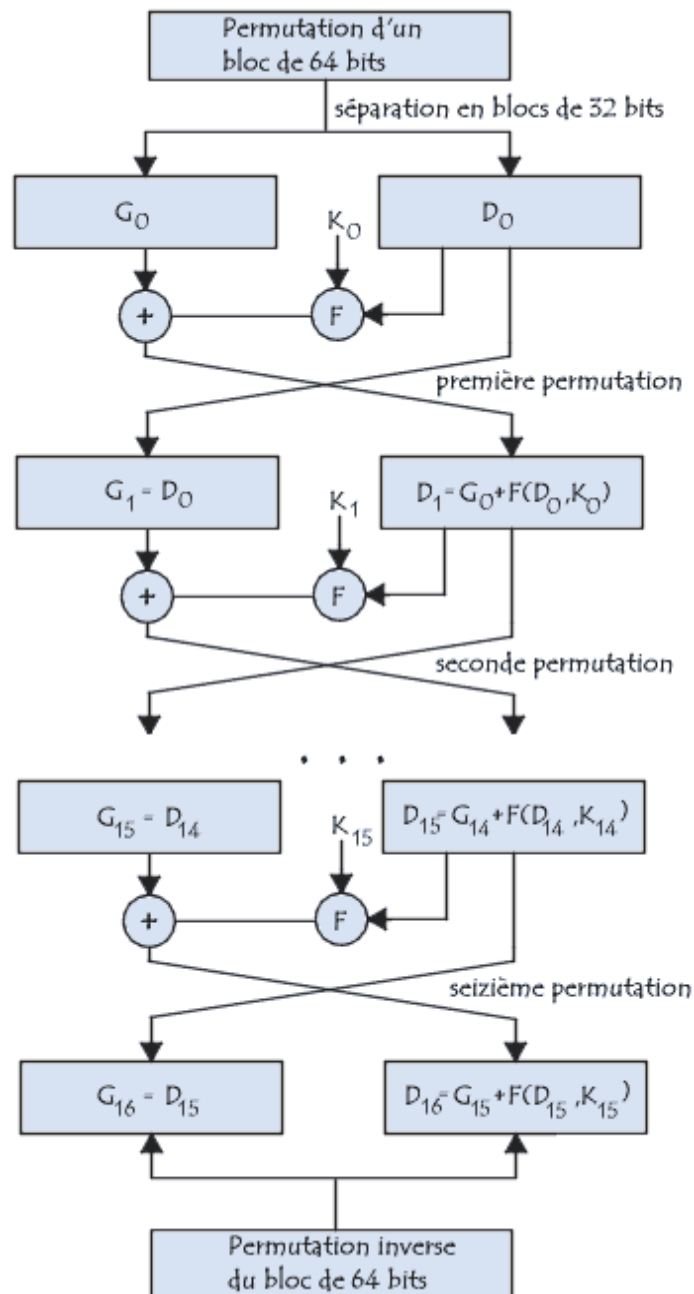 Permutation d'un
bloc de 64 bits
séparation en blocs de 32 bits
G₀
D₀
K₀
+
F
première permutation
G₁ = D₀
D₁ = G₀+F(D₀,K₀)
K₁
+
F
seconde permutation
. . .
G₁₅ = D₁₄
D₁₅=G₁₄+F(D₁₄,K₁₄)
K₁₅
+
F
seizième permutation
G₁₆ = D₁₅
D₁₆=G₁₅+F(D₁₅,K₁₅)
Permutation inverse
du bloc de 64 bits